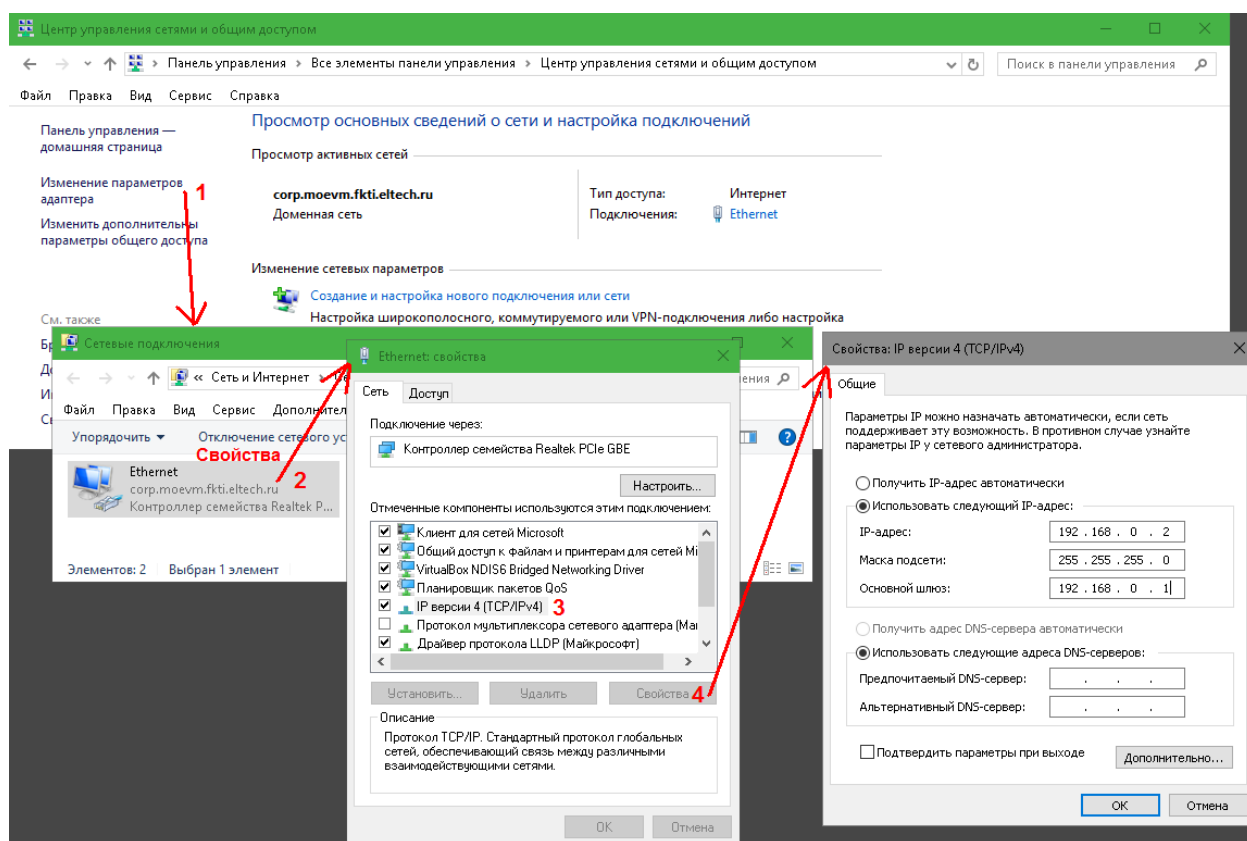 Центр управления сетями и общим доступом
Панель управления > Все элементы панели управления > Центр управления сетями и общим доступом
Поиск в панели управления
Файл Правка Вид Сервис Справка
Панель управления —
домашняя страница
Изменение параметров
адаптера
1
Изменить дополнительны
параметры общего доступа
См. также
Просмотр основных сведений о сети и настройка подключений
Просмотр активных сетей
corp.moevm.fkti.eltech.ru
Доменная сеть
Тип доступа: Интернет
Подключения: Ethernet
Изменение сетевых параметров
Создание и настройка нового подключения или сети
Настройка широкополосного, коммутируемого или VPN-подключения либо настройка
Сетевые подключения
« Сеть и Интернет >
Файл Правка Вид Сервис
Упорядочить
Свойства
2
Ethernet
corp.moevm.fkti.eltech.ru
Контроллер семейства Realtek P...
Элементов: 2 Выбран 1 элемент
Ethernet: свойства
Сеть Доступ
Подключение через:
Контроллер семейства Realtek PCIe GBE
Настроить...
Отмеченные компоненты используются этим подключением:
Клиент для сетей Microsoft
Общий доступ к файлам и принтерам для сетей Mi
VirtualBox NDIS6 Bridged Networking Driver
Планировщик пакетов QoS
IP версии 4 (TCP/IPv4) 3
Протокол мультиплексора сетевого адаптера (Mai
Драйвер протокола LLDP (Майкрософт)
Установить... Удалить Свойства 4
Описание
Протокол TCP/IP. Стандартный протокол глобальных
сетей, обеспечивающий связь между различными
взаимодействующими сетями.
OK Отмена
Свойства: IP версии 4 (TCP/IPv4)
Общие
Параметры IP можно назначать автоматически, если сеть
поддерживает эту возможность. В противном случае узнайте
параметры IP у сетевого администратора.
Получить IP-адрес автоматически
Использовать следующий IP-адрес:
IP-адрес: 192 . 168 . 0 . 2
Маска подсети: 255 . 255 . 255 . 0
Основной шлюз: 192 . 168 . 0 . 1
Получить адрес DNS-сервера автоматически
Использовать следующие адреса DNS-серверов:
Предпочитаемый DNS-сервер: . . .
Альтернативный DNS-сервер: . . .
Подтвердить параметры при выходе
Дополнительно...
OK Отмена